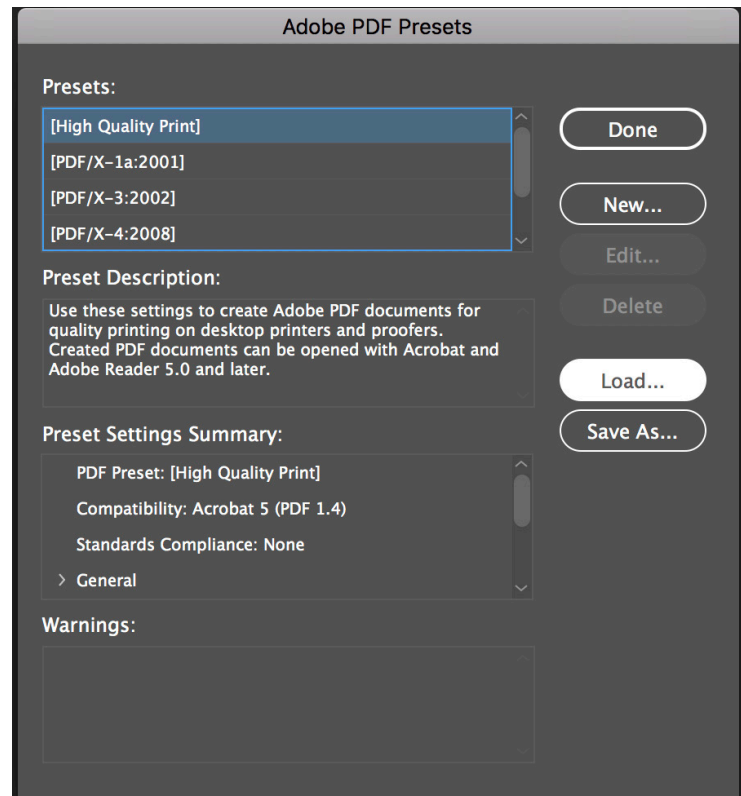 Adobe PDF Presets
Presets:
[High Quality Print]
[PDF/X-1a:2001]
[PDF/X-3:2002]
[PDF/X-4:2008]
Done
New...
Edit...
Delete
Load...
Save As...
Preset Description:
Use these settings to create Adobe PDF documents for
quality printing on desktop printers and proofers.
Created PDF documents can be opened with Acrobat and
Adobe Reader 5.0 and later.
Preset Settings Summary:
PDF Preset: [High Quality Print]
Compatibility: Acrobat 5 (PDF 1.4)
Standards Compliance: None
General
Warnings: